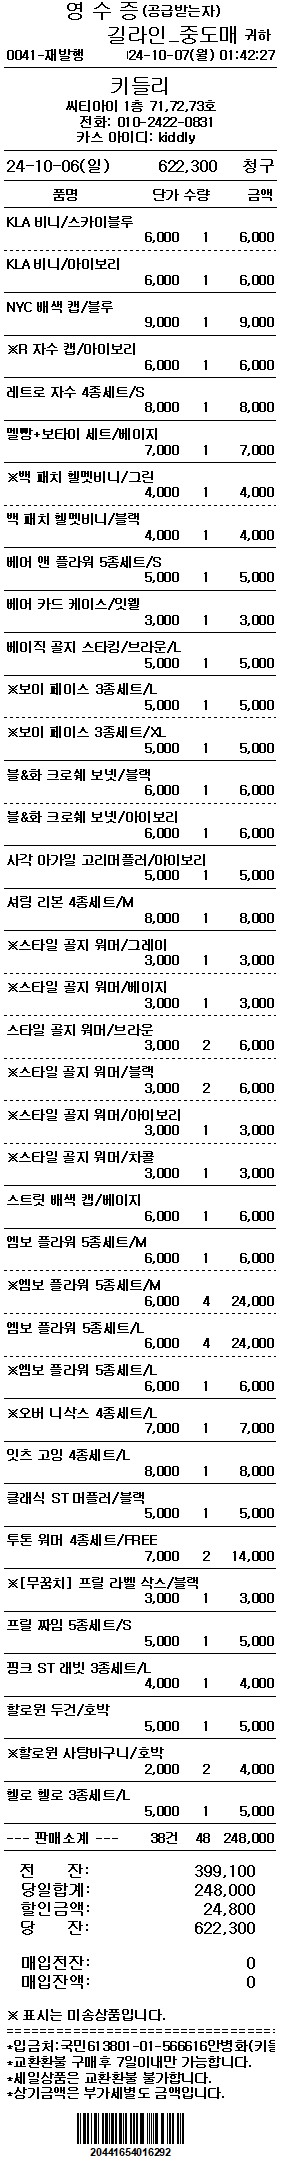 영 수 증(공급받는자)
길라인_중도매 귀하
0041-재발행 24-10-07(월) 01:42:27
키들리
씨티아이 1층 71,72,73호
전화: 010-2422-0831
카스 아이디: kiddly
24-10-06(일) 622,300 청구
품명 단가 수량 금액
KLA 비니/스카이블루
6,000 1 6,000
KLA 비니/아이보리
6,000 1 6,000
NYC 배색 캡/블루
9,000 1 9,000
※R 자수 캡/아이보리
6,000 1 6,000
레트로 자수 4종세트/S
8,000 1 8,000
멜빵+보타이 세트/베이지
7,000 1 7,000
※백 패치 헬멧비니/그린
4,000 1 4,000
백 패치 헬멧비니/블랙
4,000 1 4,000
베어 앤 플라워 5종세트/S
5,000 1 5,000
베어 카드 케이스/잇웰
3,000 1 3,000
베이직 골지 스타킹/브라운/L
5,000 1 5,000
※보이 페이스 3종세트/L
5,000 1 5,000
※보이 페이스 3종세트/XL
5,000 1 5,000
블&화 크로쉐 보넷/블랙
6,000 1 6,000
블&화 크로쉐 보넷/아이보리
6,000 1 6,000
사각 아가일 고리머플러/아이보리
5,000 1 5,000
셔링 리본 4종세트/M
8,000 1 8,000
※스타일 골지 워머/그레이
3,000 1 3,000
※스타일 골지 워머/베이지
3,000 1 3,000
스타일 골지 워머/브라운
3,000 2 6,000
※스타일 골지 워머/블랙
3,000 2 6,000
※스타일 골지 워머/아이보리
3,000 1 3,000
※스타일 골지 워머/차콜
3,000 1 3,000
스트릿 배색 캡/베이지
6,000 1 6,000
엠보 플라워 5종세트/M
6,000 1 6,000
※엠보 플라워 5종세트/M
6,000 4 24,000
엠보 플라워 5종세트/L
6,000 4 24,000
※엠보 플라워 5종세트/L
6,000 1 6,000
※오버 니삭스 4종세트/L
7,000 1 7,000
잇츠 고잉 4종세트/L
8,000 1 8,000
클래식 ST 머플러/블랙
5,000 1 5,000
투톤 워머 4종세트/FREE
7,000 2 14,000
※[무꿈치] 프릴 라벨 삭스/블랙
3,000 1 3,000
프릴 짜임 5종세트/S
5,000 1 5,000
핑크 ST 래빗 3종세트/L
4,000 1 4,000
할로윈 두건/호박
5,000 1 5,000
※할로윈 사탕바구니/호박
2,000 2 4,000
헬로 헬로 3종세트/L
5,000 1 5,000
--- 판매소계 --- 38건 48 248,000
전 잔: 399,100
당일합계: 248,000
할인금액: 24,800
당 잔: 622,300
매입전잔: 0
매입잔액: 0
※ 표시는 미송상품입니다.
*입금처:국민613801-01-566616안병화(키들
*교환환불 구매후 7일이내만 가능합니다.
*세일상품은 교환환불 불가합니다.
*상기금액은 부가세별도 금액입니다.
20441654016292